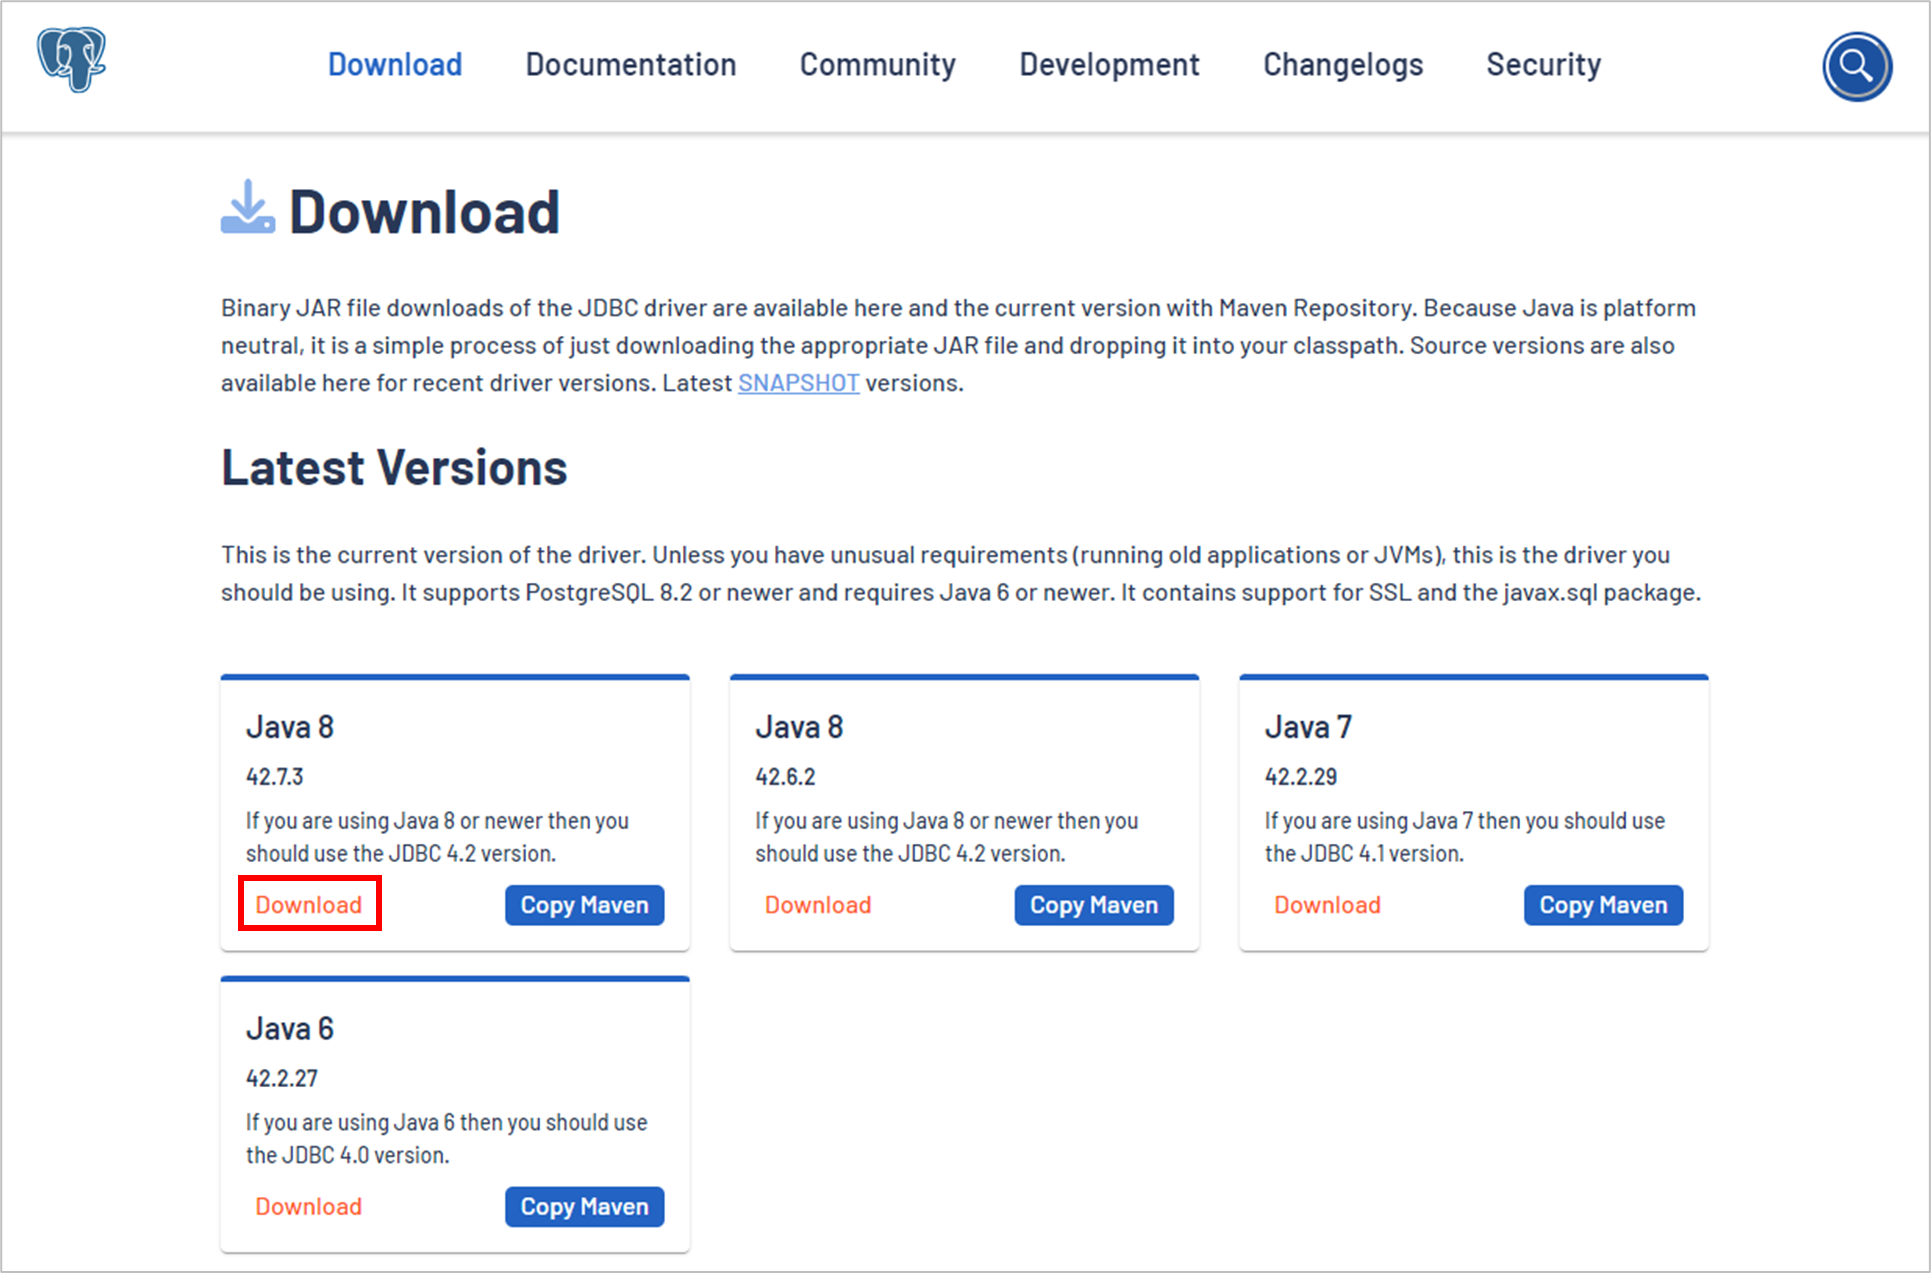 Download Documentation Community Development Changelogs Security
Download
Binary JAR file downloads of the JDBC driver are available here and the current version with Maven Repository. Because Java is platform
neutral, it is a simple process of just downloading the appropriate JAR file and dropping it into your classpath. Source versions are also
available here for recent driver versions. Latest SNAPSHOT versions.
Latest Versions
This is the current version of the driver. Unless you have unusual requirements (running old applications or JVMs), this is the driver you
should be using. It supports PostgreSQL 8.2 or newer and requires Java 6 or newer. It contains support for SSL and the javax.sql package.
Java 8
42.7.3
If you are using Java 8 or newer then you
should use the JDBC 4.2 version.
Download Copy Maven
Java 8
42.6.2
If you are using Java 8 or newer then you
should use the JDBC 4.2 version.
Download Copy Maven
Java 7
42.2.29
If you are using Java 7 then you should use
the JDBC 4.1 version.
Download Copy Maven
Java 6
42.2.27
If you are using Java 6 then you should use
the JDBC 4.0 version.
Download Copy Maven